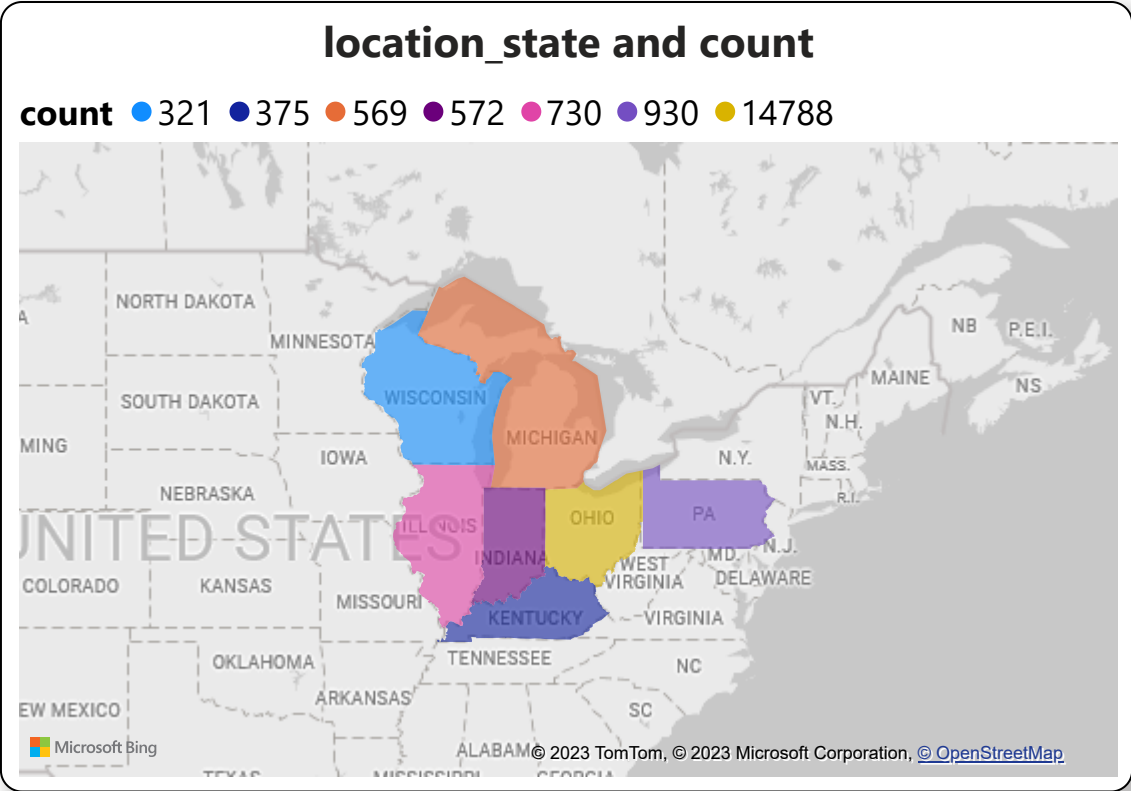 location_state and count
count 321 375 569 572 730 930 14788
NORTH DAKOTA
MINNESOTA
NB
P.E.I.
A
MAINE
NS
SOUTH DAKOTA
WISCONSIN
VT.
N.H.
MING
IOWA
MICHIGAN
N.Y.
MASS.
R.I.
NEBRASKA
UNITED STATES
ILLINOIS
OHIO
PA
INDIANA
N.J.
MD.
COLORADO
KANSAS
WEST
VIRGINIA
DELAWARE
MISSOURI
KENTUCKY
VIRGINIA
OKLAHOMA
TENNESSEE
NC
ARKANSAS
EW MEXICO
SC
Microsoft Bing
ALABAMA
© 2023 TomTom, © 2023 Microsoft Corporation, © OpenStreetMap
TEXAS
MISSISSIPPI
GEORGIA